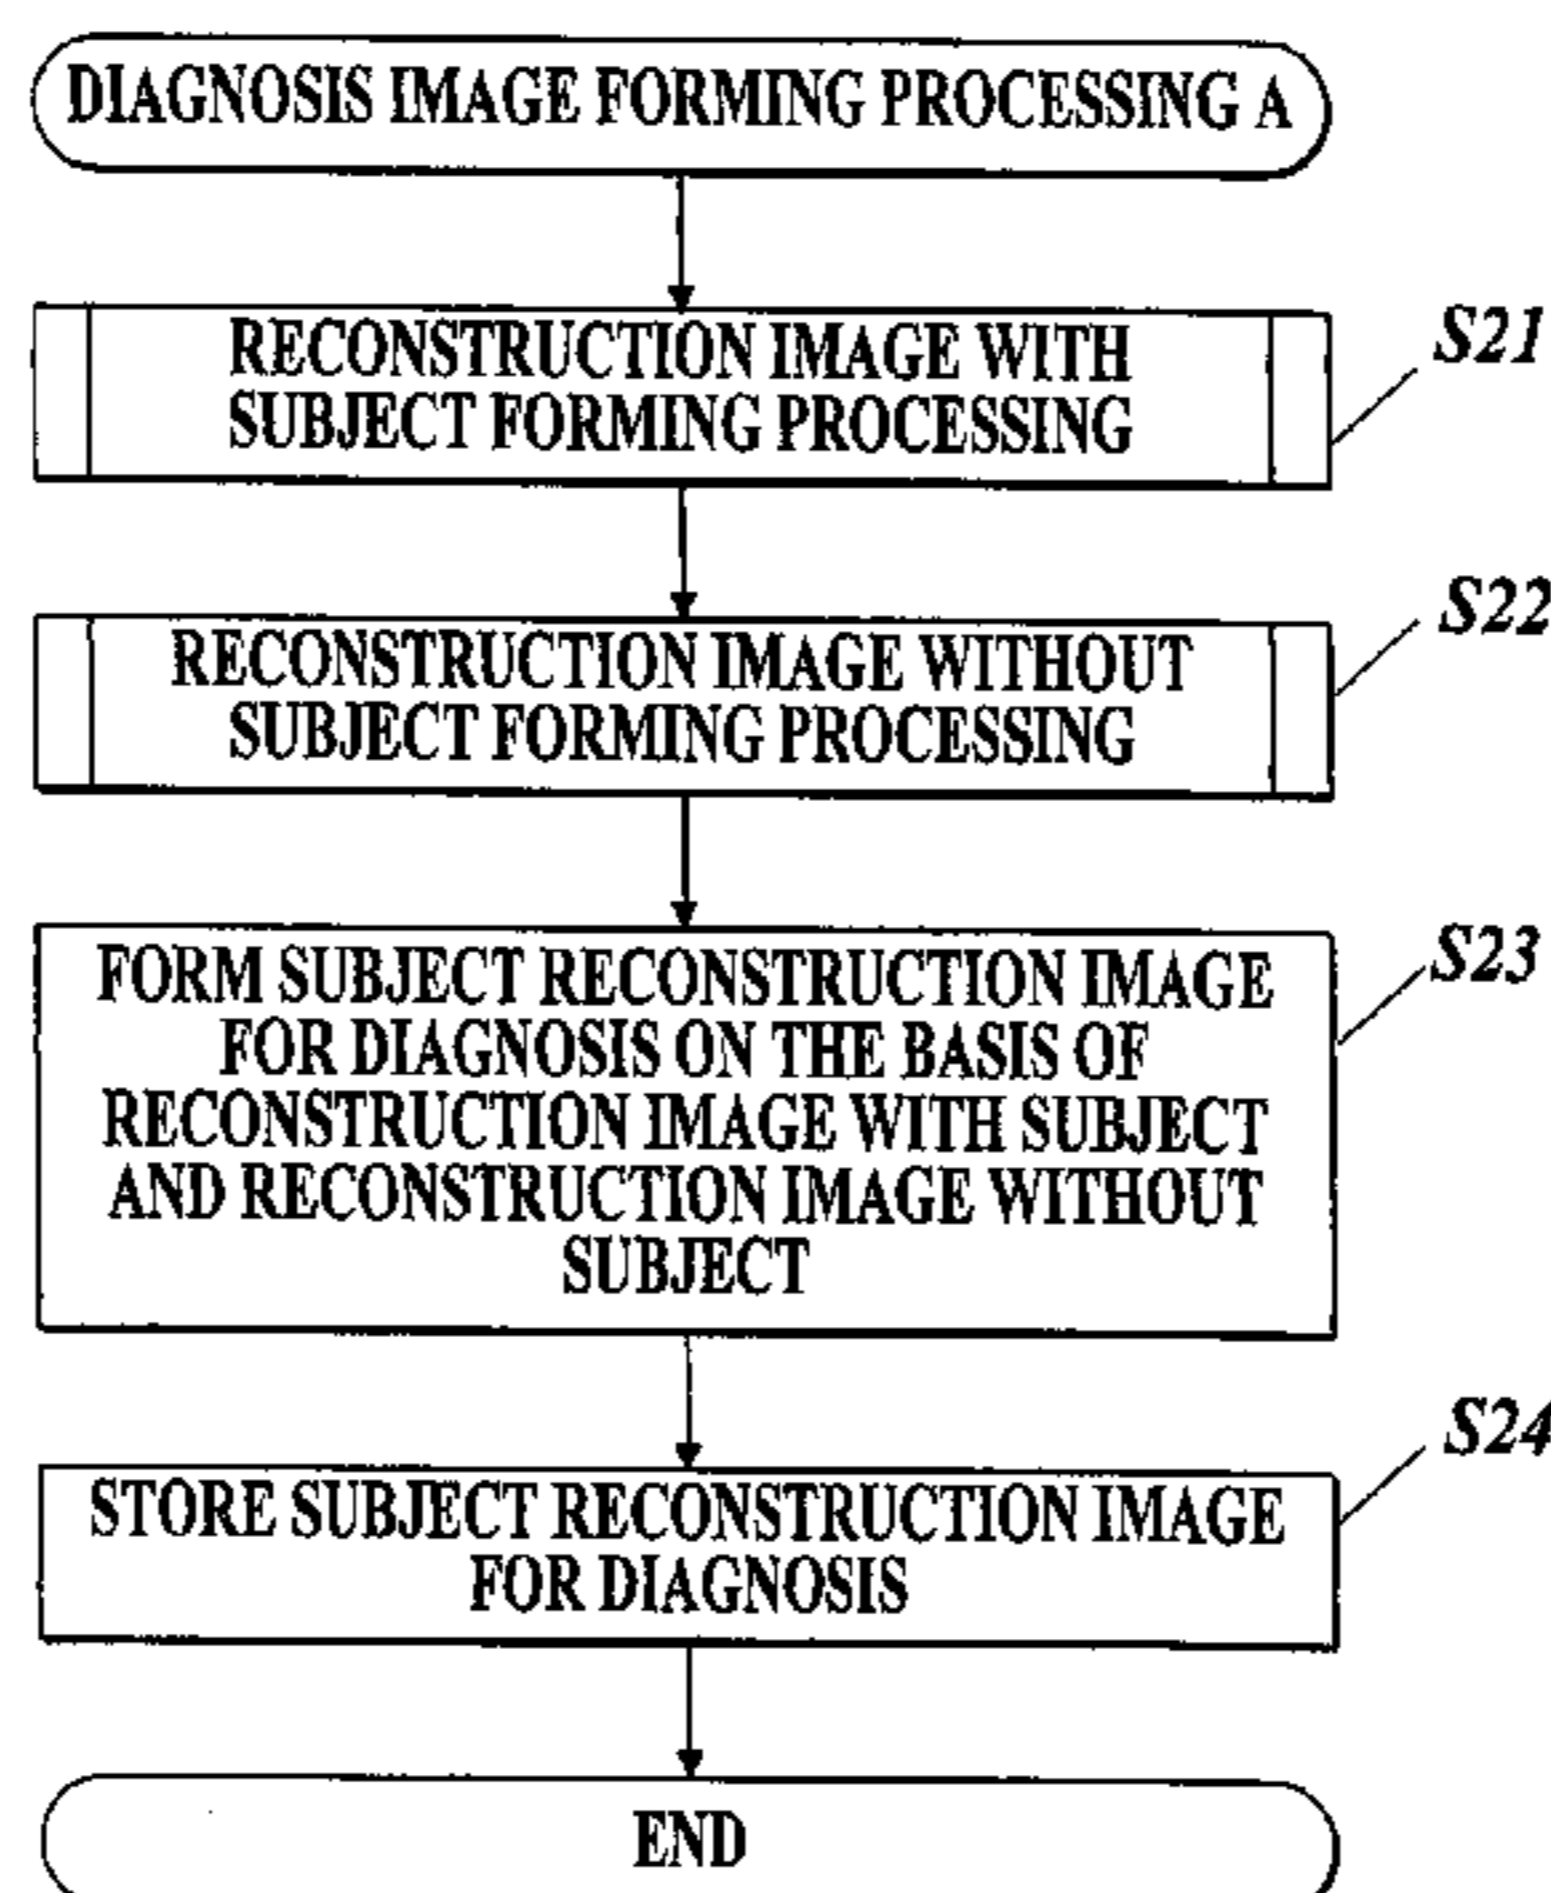 DIAGNOSIS IMAGE FORMING PROCESSING A
RECONSTRUCTION IMAGE WITH
SUBJECT FORMING PROCESSING
S21
RECONSTRUCTION IMAGE WITHOUT
SUBJECT FORMING PROCESSING
S22
FORM SUBJECT RECONSTRUCTION IMAGE
FOR DIAGNOSIS ON THE BASIS OF
RECONSTRUCTION IMAGE WITH SUBJECT
AND RECONSTRUCTION IMAGE WITHOUT
SUBJECT
S23
STORE SUBJECT RECONSTRUCTION IMAGE
FOR DIAGNOSIS
S24
END